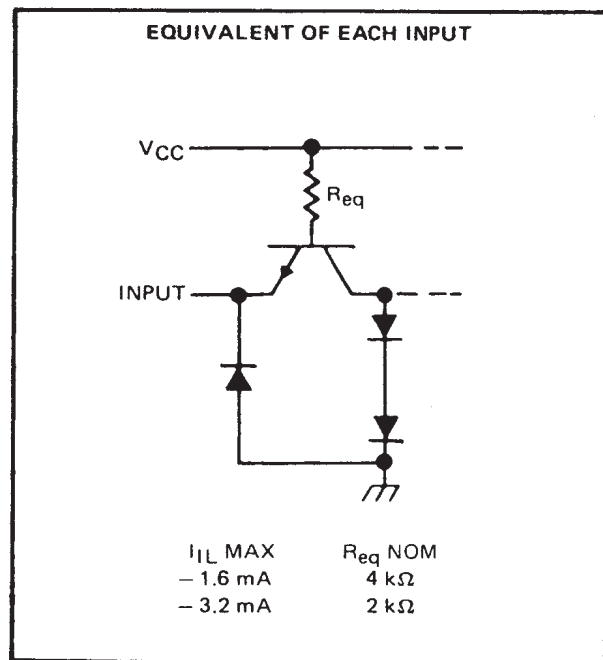 EQUIVALENT OF EACH INPUT
VCC
Req
INPUT
IIL MAX Req NOM
– 1.6 mA 4 kΩ
– 3.2 mA 2 kΩ